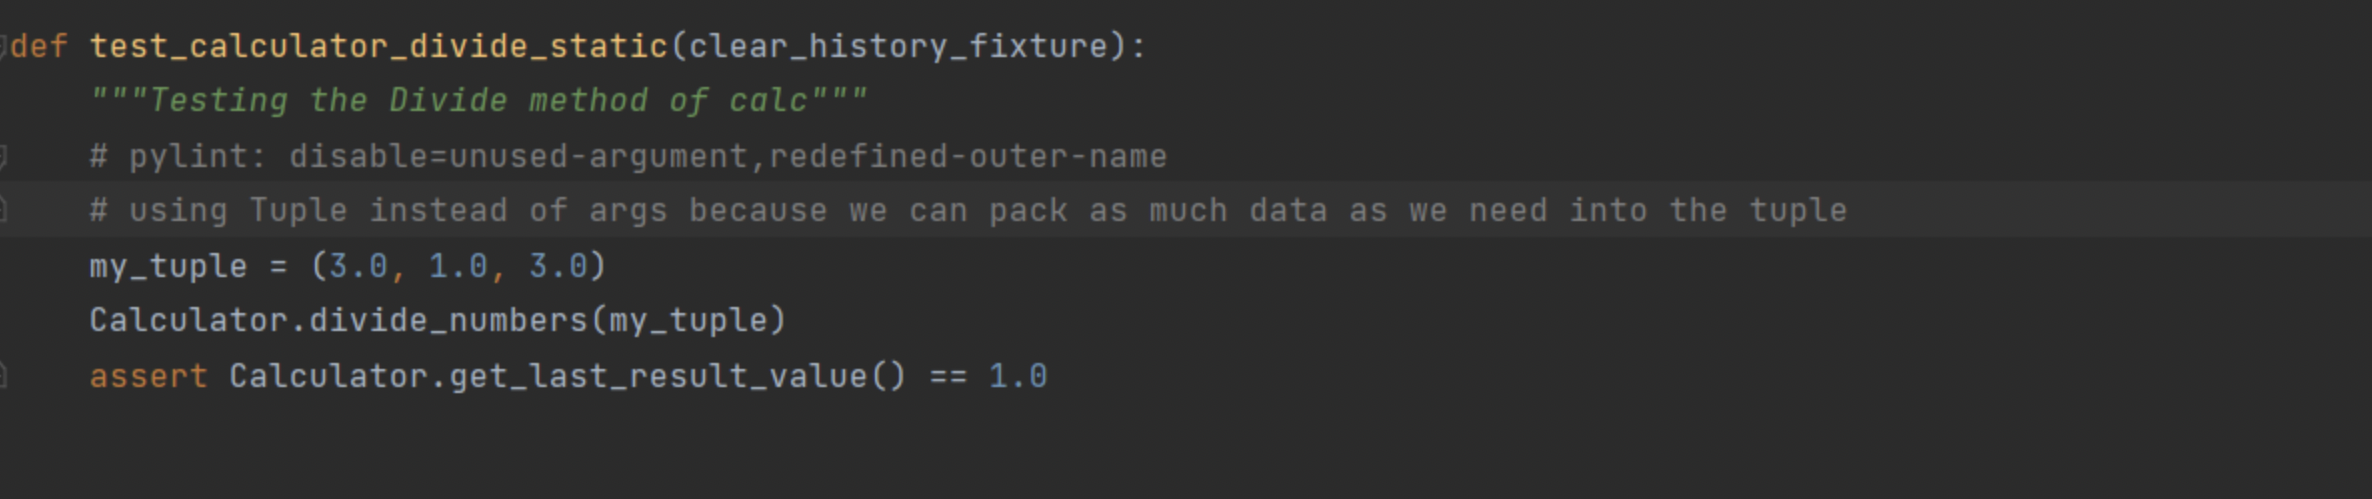 def test_calculator_divide_static(clear_history_fixture):
    """Testing the Divide method of calc"""
    # pylint: disable=unused-argument,redefined-outer-name
    # using Tuple instead of args because we can pack as much data as we need into the tuple
    my_tuple = (3.0, 1.0, 3.0)
    Calculator.divide_numbers(my_tuple)
    assert Calculator.get_last_result_value() == 1.0